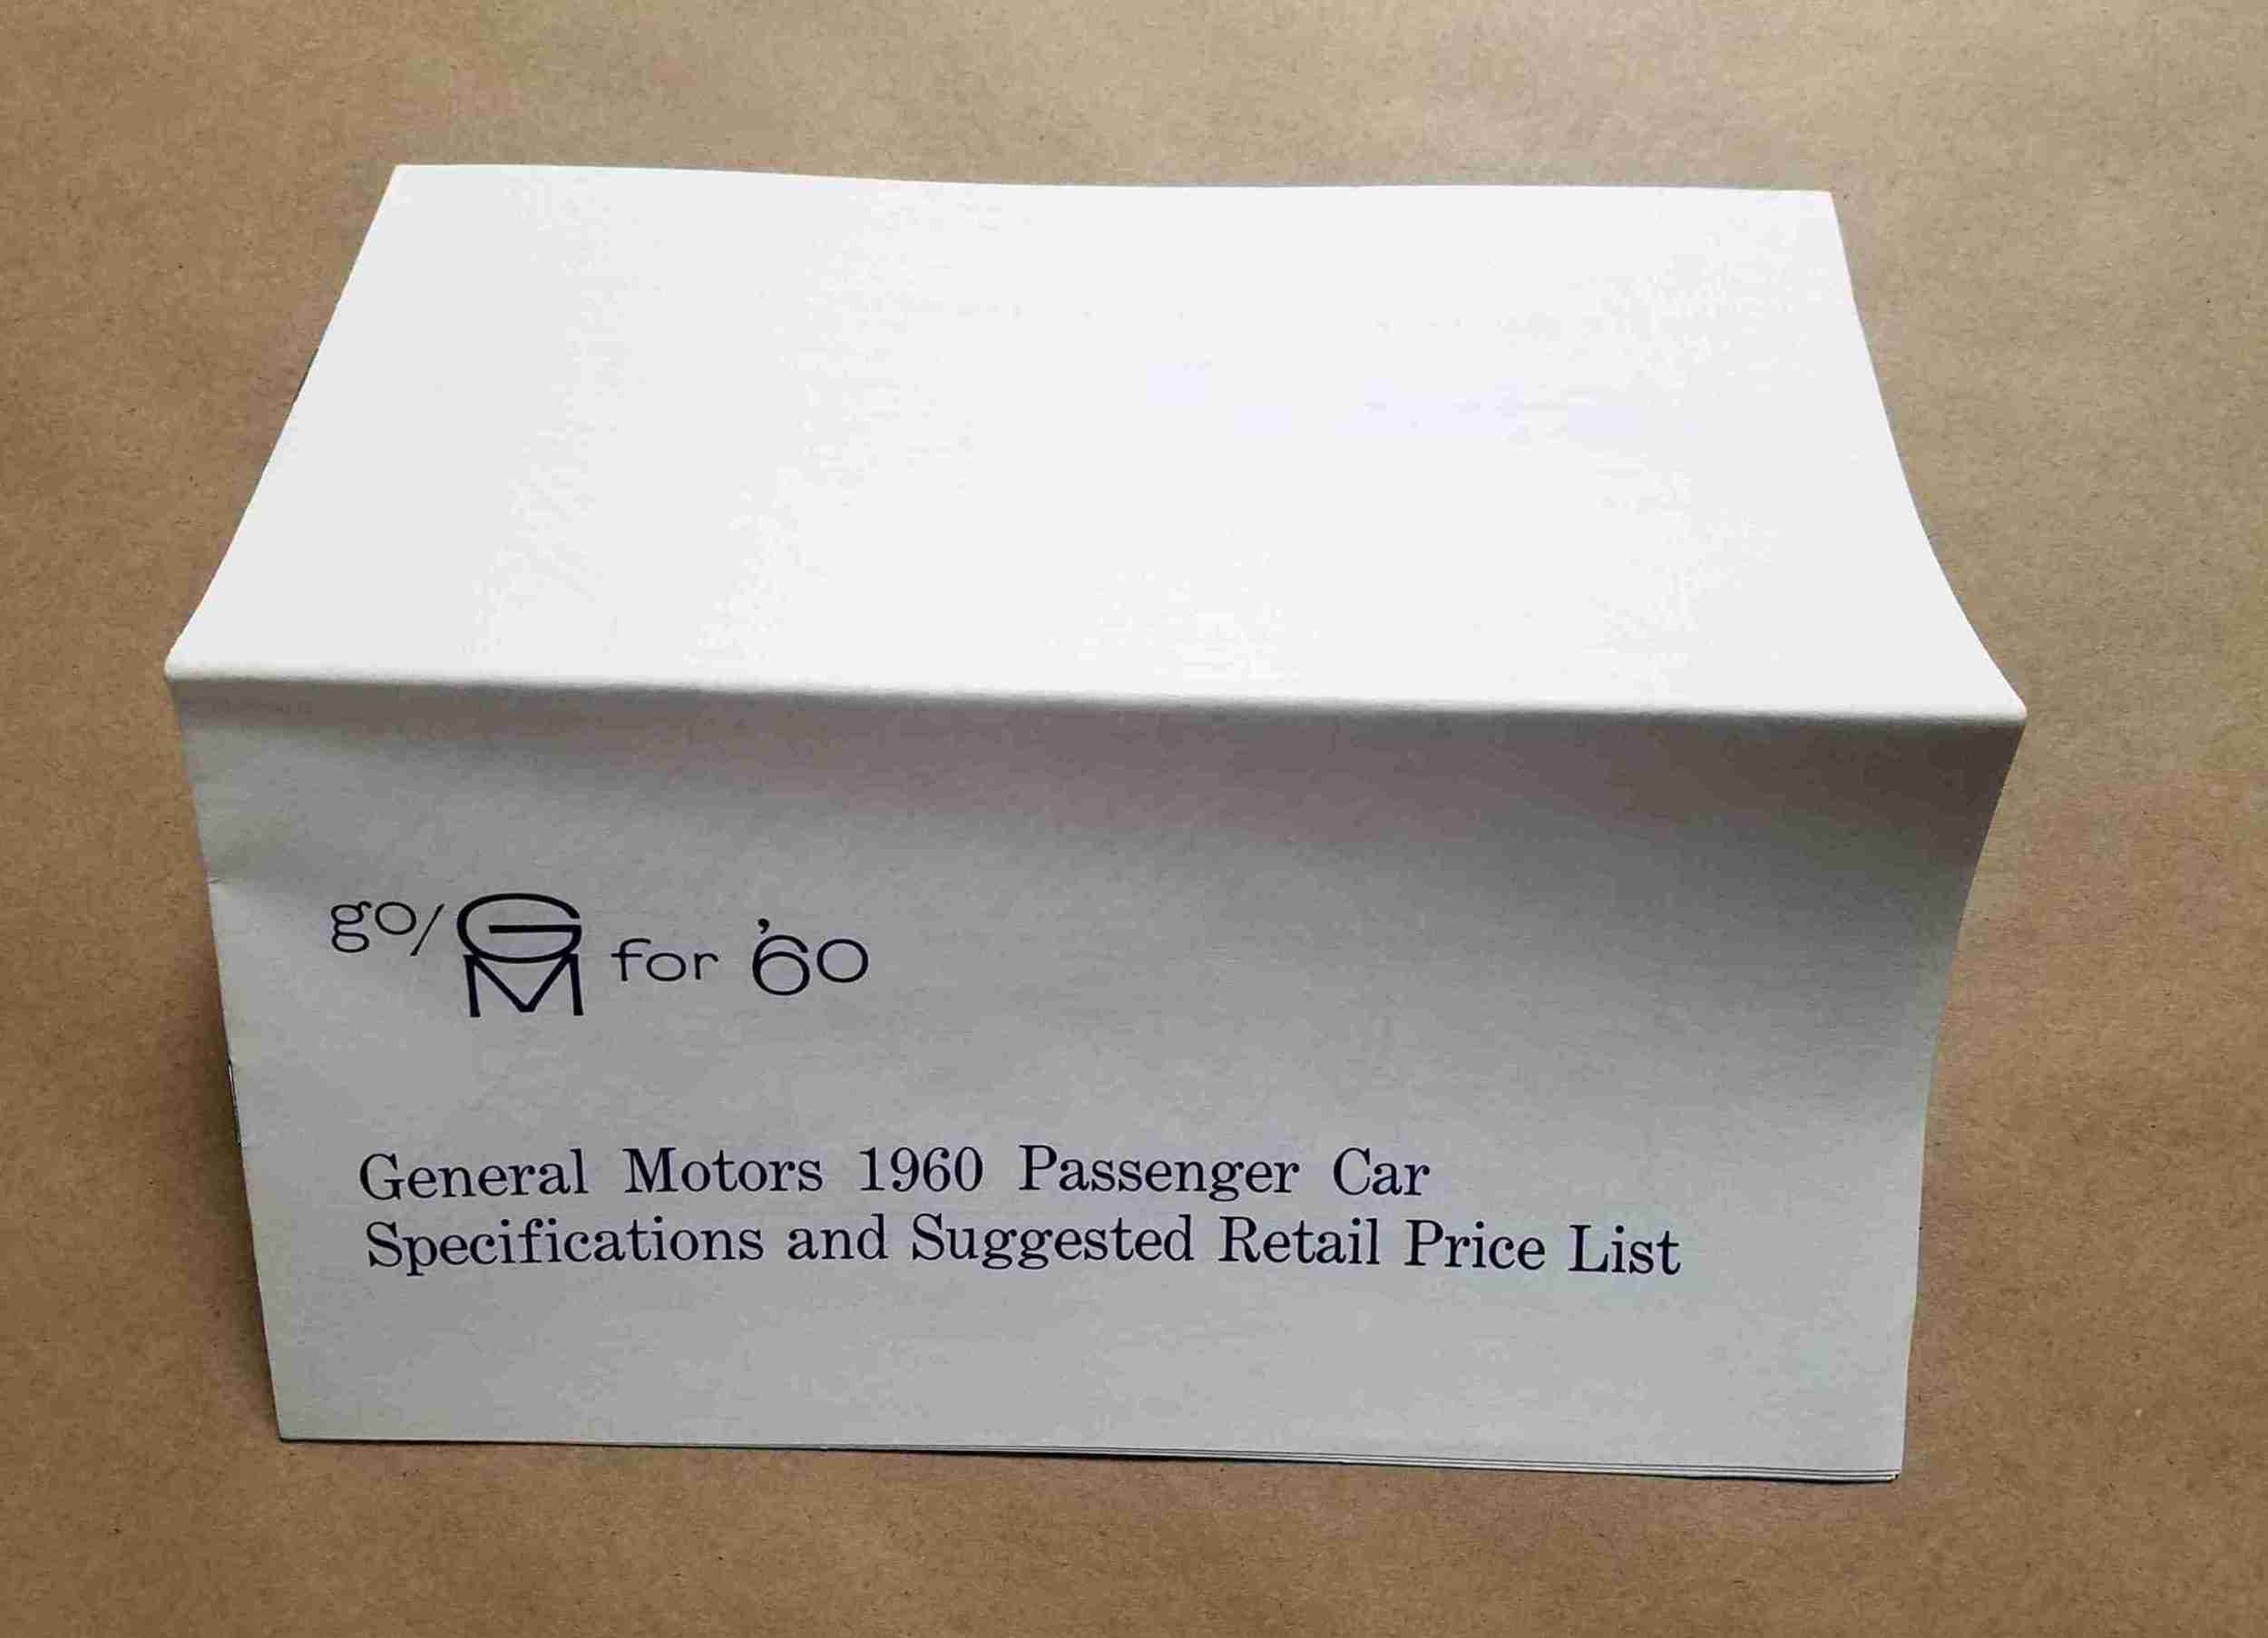 go/GM for '60
General Motors 1960 Passenger Car
Specifications and Suggested Retail Price List